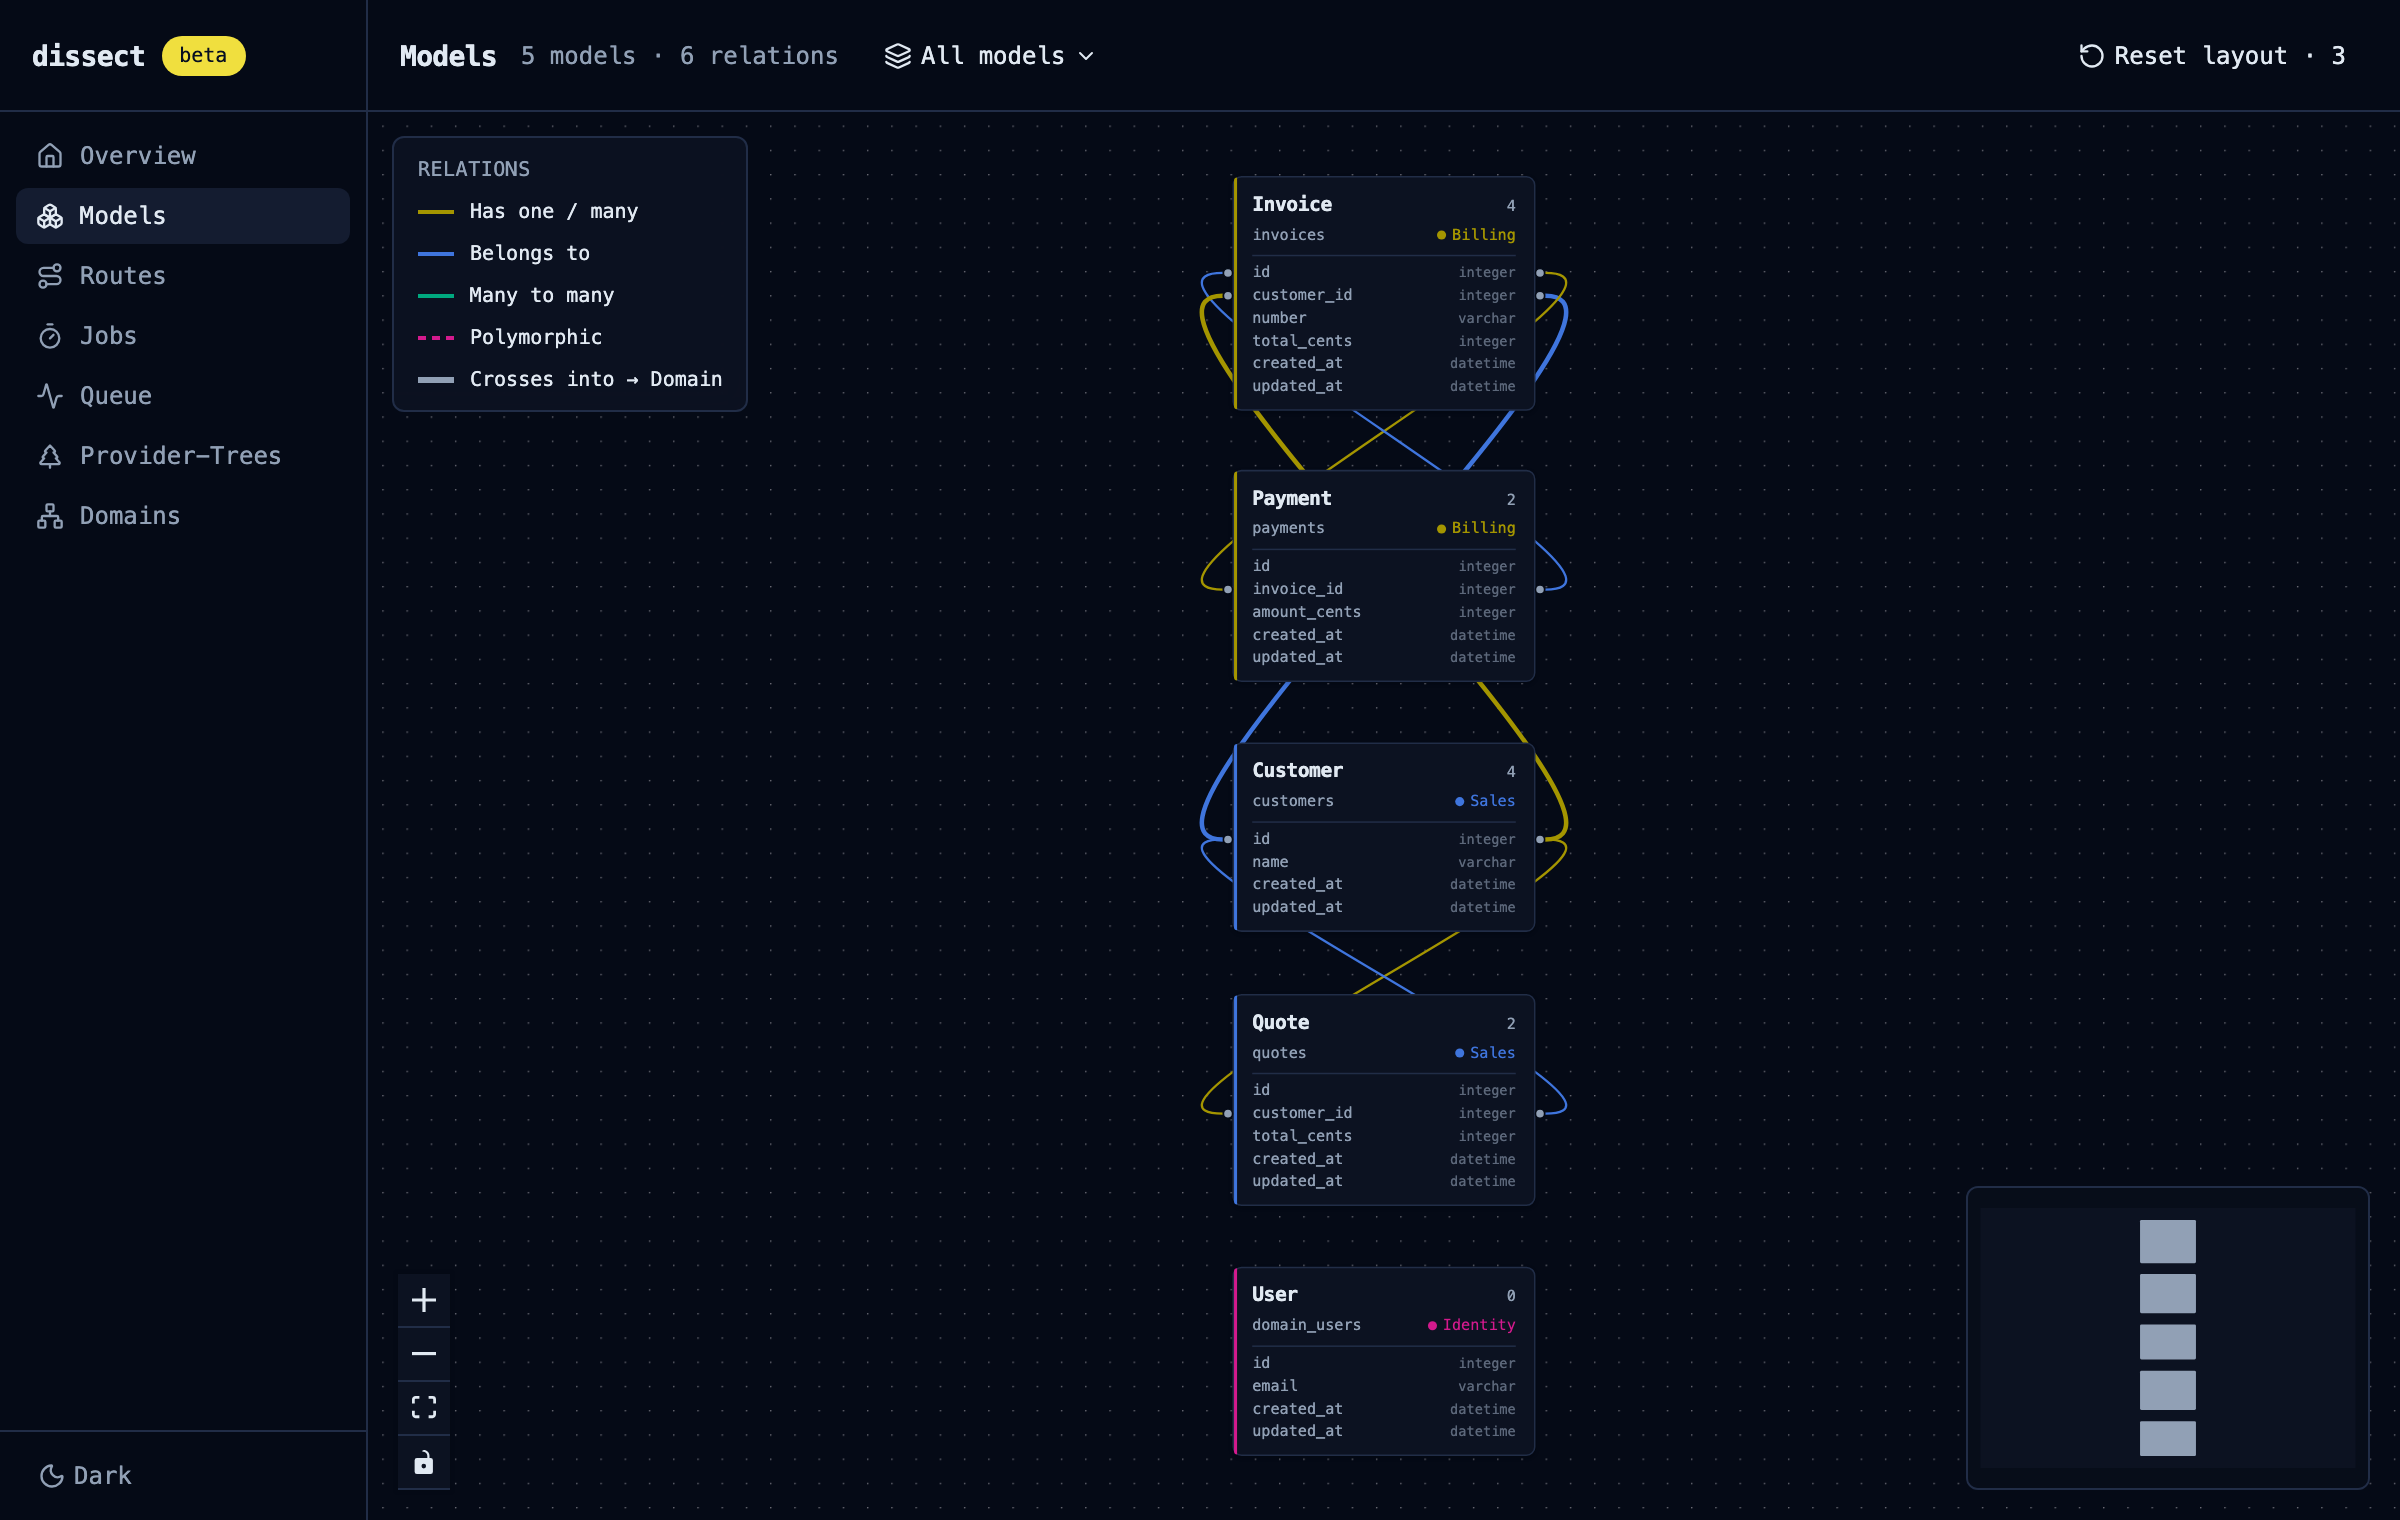 dissect beta
Models 5 models · 6 relations All models Reset layout · 3
Overview
Models
Routes
Jobs
Queue
Provider-Trees
Domains
Dark
RELATIONS
Has one / many
Belongs to
Many to many
Polymorphic
Crosses into → Domain
Invoice 4
invoices Billing
id integer
customer_id integer
number varchar
total_cents integer
created_at datetime
updated_at datetime
Payment 2
payments Billing
id integer
invoice_id integer
amount_cents integer
created_at datetime
updated_at datetime
Customer 4
customers Sales
id integer
name varchar
created_at datetime
updated_at datetime
Quote 2
quotes Sales
id integer
customer_id integer
total_cents integer
created_at datetime
updated_at datetime
User 0
domain_users Identity
id integer
email varchar
created_at datetime
updated_at datetime